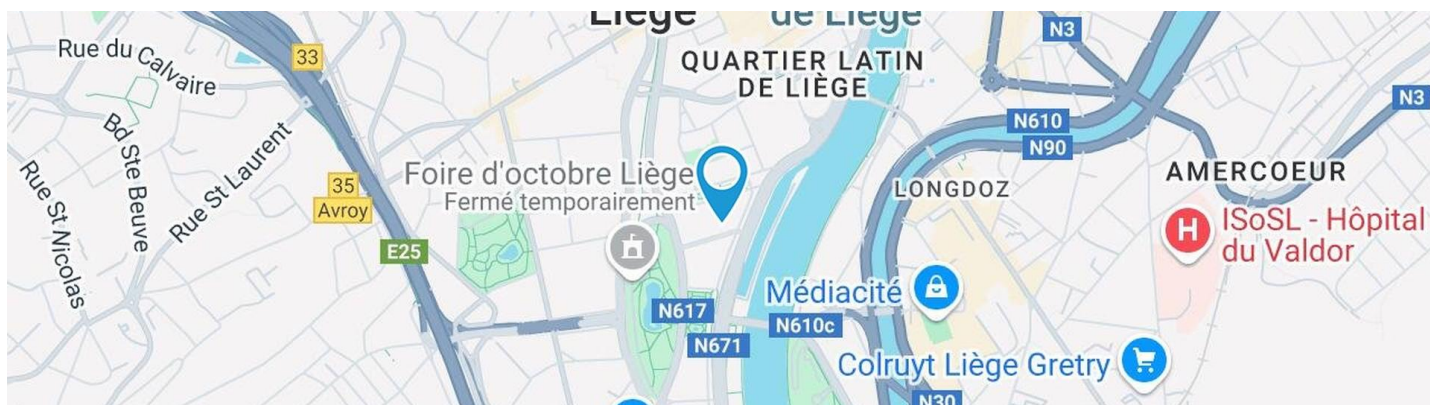 Liège
de Liège
N3
Rue du Calvaire
33
QUARTIER LATIN
DE LIÈGE
N3
N610
N90
Bd Ste Beuve
Rue St Laurent
Rue St Nicolas
35
Avroy
Foire d'octobre Liège
Fermé temporairement
LONGDOZ
AMERCOEUR
H
ISoSL - Hôpital
du Valdor
E25
Médiacité
N617
N610c
N671
Colruyt Liège Gretry
N30